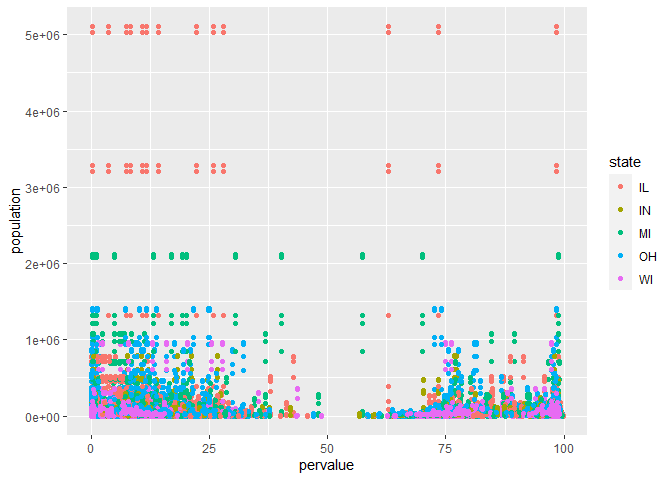 5e+06
4e+06
3e+06
2e+06
1e+06
0e+00
population
0
25
50
75
100
pervalue
state
IL
IN
MI
OH
WI